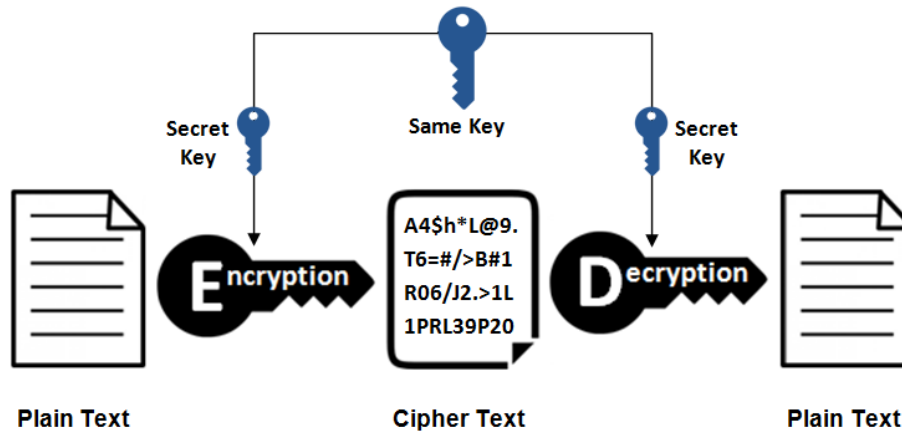 Same Key
Secret
Key
Secret
Key
Encryption
A4$h*L@9.
T6=#/>B#1
R06/J2.>1L
1PRL39P20
Decryption
Plain Text
Cipher Text
Plain Text